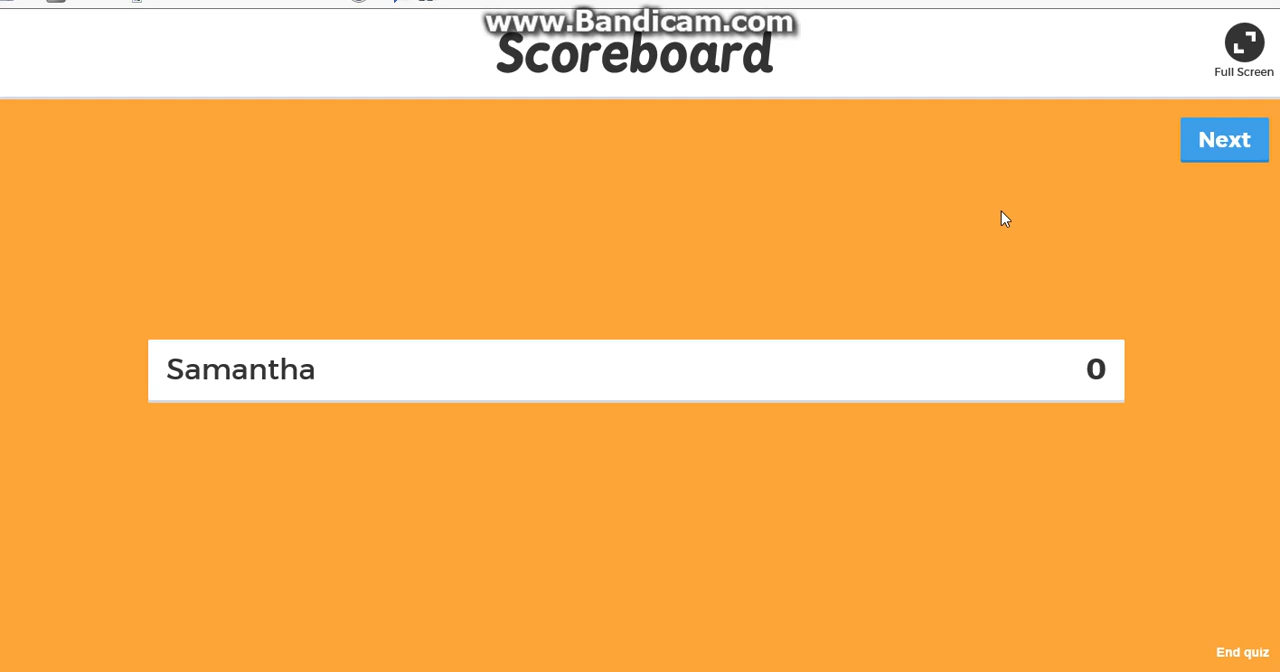 www.Bandicam.com
Scoreboard
Full Screen
Next
Samantha 0
End quiz